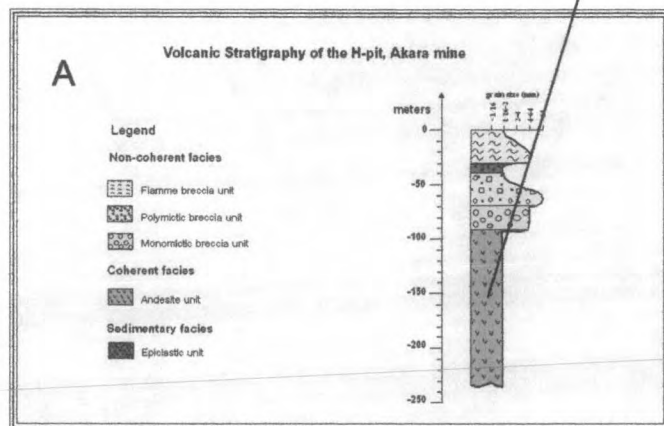 A
Volcanic Stratigraphy of the H-pit, Akara mine
grain size (mm)
meters
0
-50
-100
-150
-200
-250
Legend
Non-coherent facies
Fiamme breccia unit
Polymictic breccia unit
Monomictic breccia unit
Coherent facies
Andesite unit
Sedimentary facies
Epiclastic unit